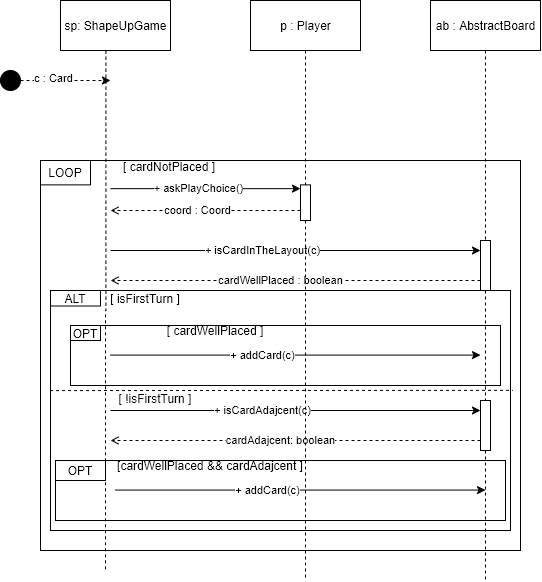 sp: ShapeUpGame
p : Player
ab : AbstractBoard
c : Card
LOOP
[ cardNotPlaced ]
+ askPlayChoice()
coord : Coord
+ isCardInTheLayout(c)
cardWellPlaced : boolean
ALT
[ isFirstTurn ]
OPT
[ cardWellPlaced ]
+ addCard(c)
[ !isFirstTurn ]
+ isCardAdajcent(c)
cardAdajcent: boolean
OPT
[cardWellPlaced && cardAdajcent ]
+ addCard(c)